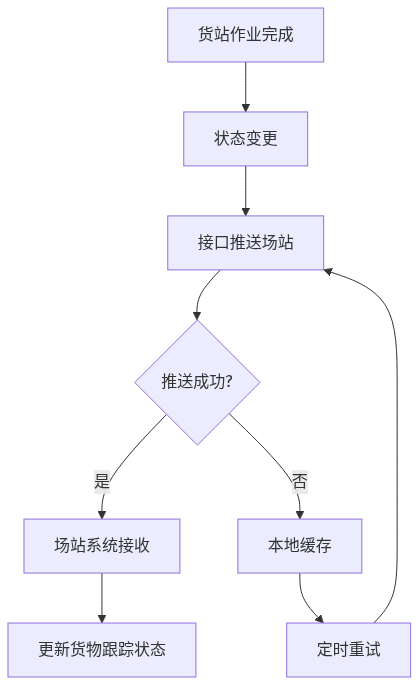 货站作业完成
状态变更
接口推送场站
推送成功?
是
否
场站系统接收
本地缓存
更新货物跟踪状态
定时重试